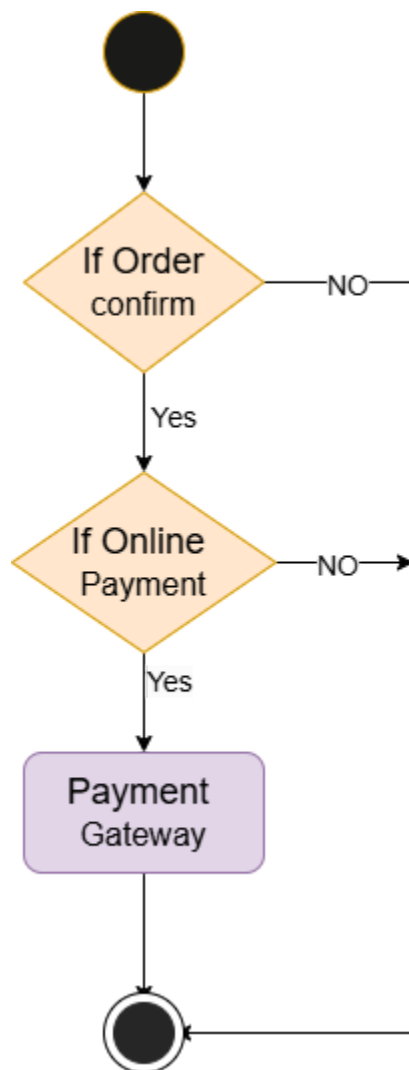 If Order
confirm
NO
Yes
If Online
Payment
NO
Yes
Payment
Gateway